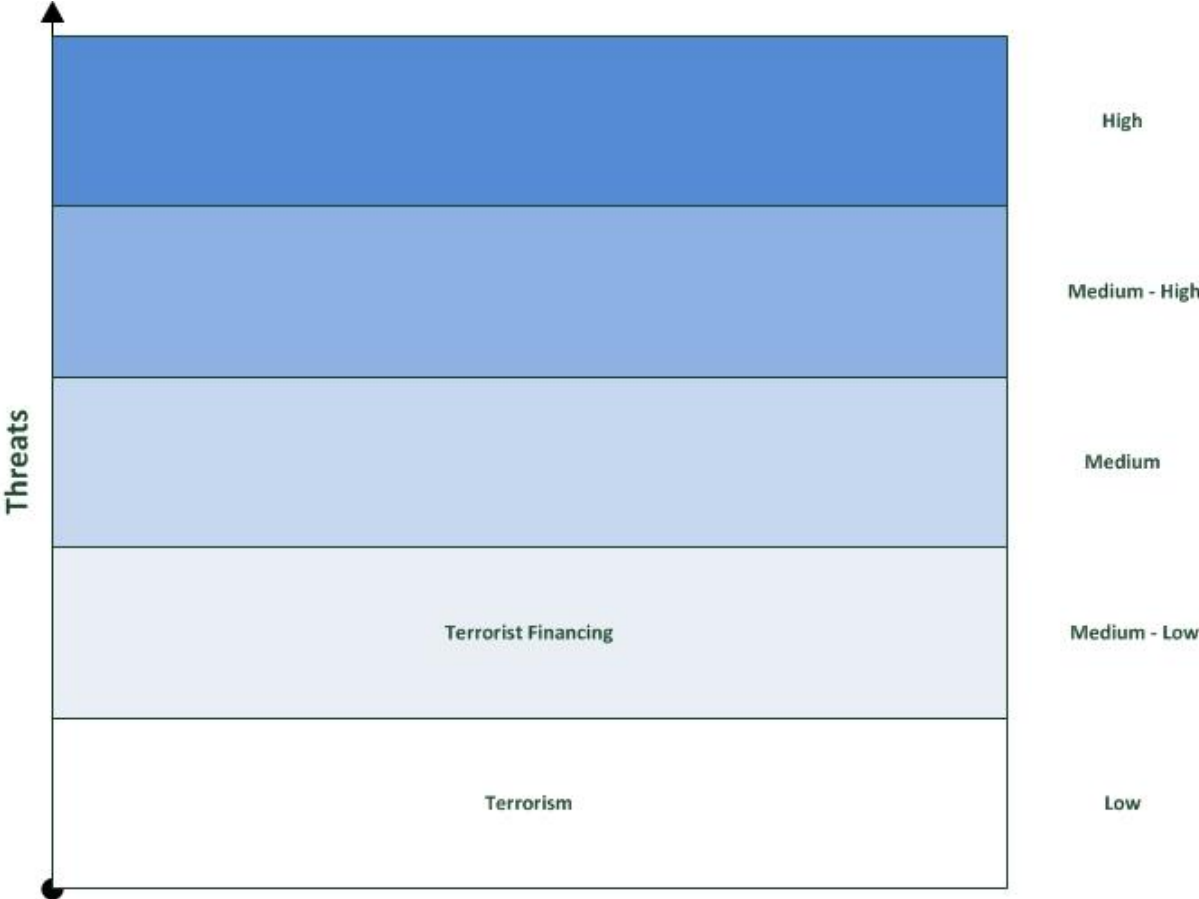 High
Medium - High
Threats
Medium
Terrorist Financing
Medium - Low
Terrorism
Low